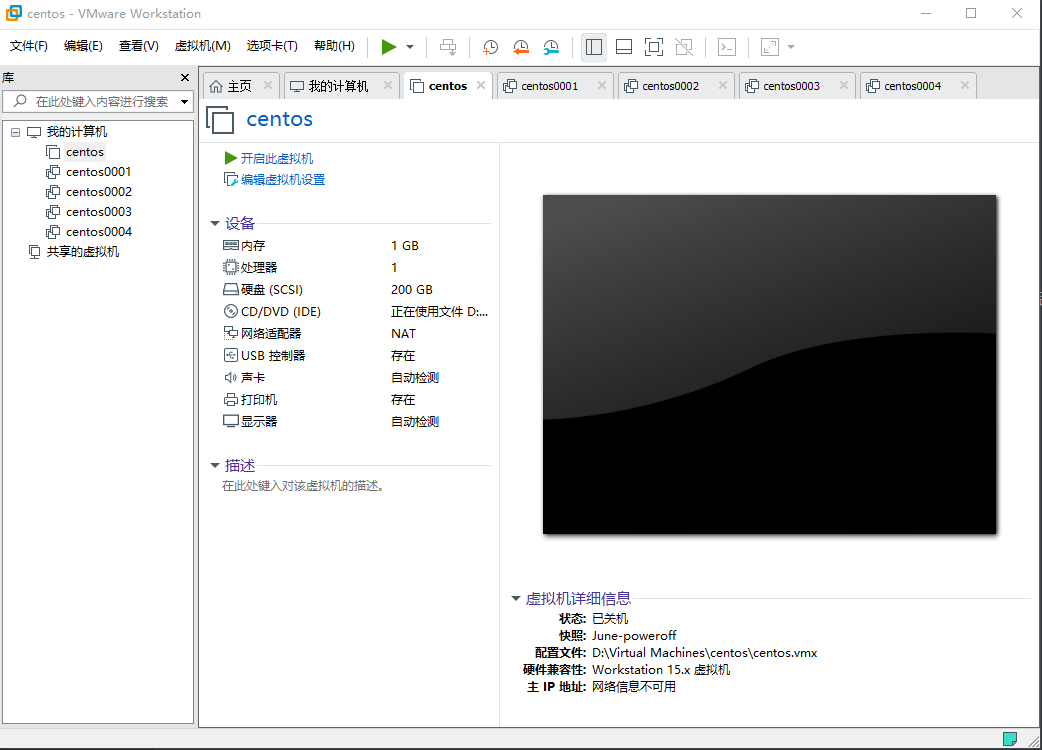 centos - VMware Workstation
文件(F) 编辑(E) 查看(V) 虚拟机(M) 选项卡(T) 帮助(H)
库
在此处键入内容进行搜索
我的计算机
centos
centos0001
centos0002
centos0003
centos0004
共享的虚拟机
主页 我的计算机 centos centos0001 centos0002 centos0003 centos0004
centos
开启此虚拟机
编辑虚拟机设置
设备
内存 1 GB
处理器 1
硬盘 (SCSI) 200 GB
CD/DVD (IDE) 正在使用文件 D:...
网络适配器 NAT
USB 控制器 存在
声卡 自动检测
打印机 存在
显示器 自动检测
描述
在此处键入对该虚拟机的描述。
虚拟机详细信息
状态: 已关机
快照: June-poweroff
配置文件: D:\Virtual Machines\centos\centos.vmx
硬件兼容性: Workstation 15.x 虚拟机
主 IP 地址: 网络信息不可用